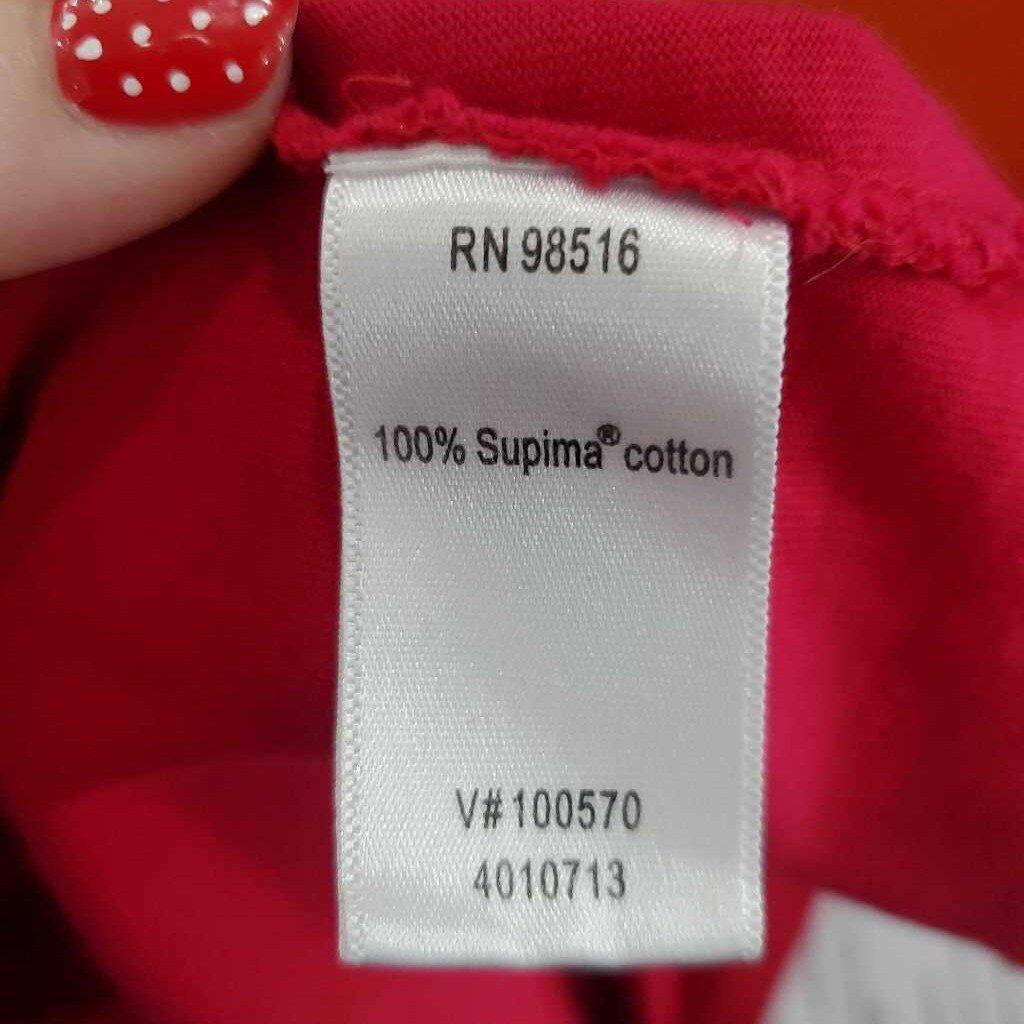 RN 98516
100% Supima® cotton
V# 100570
4010713